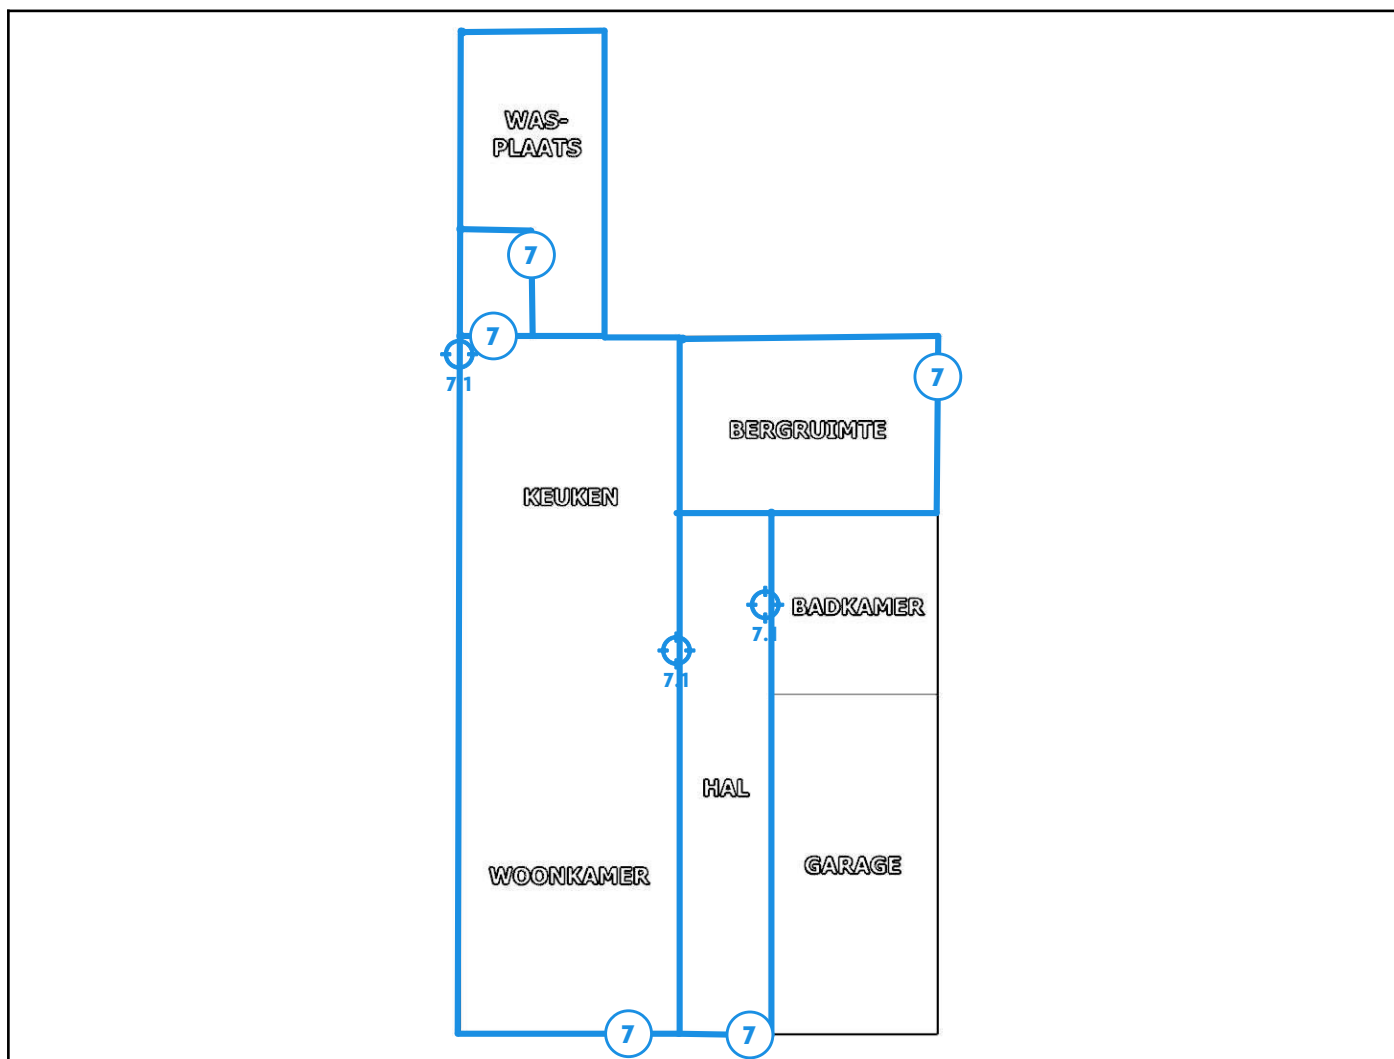 WAS-
PLAATS
7
7
7.1
7
BERGRUIMTE
KEUKEN
7.1
BADKAMER
7.1
HAL
GARAGE
WOONKAMER
7
7